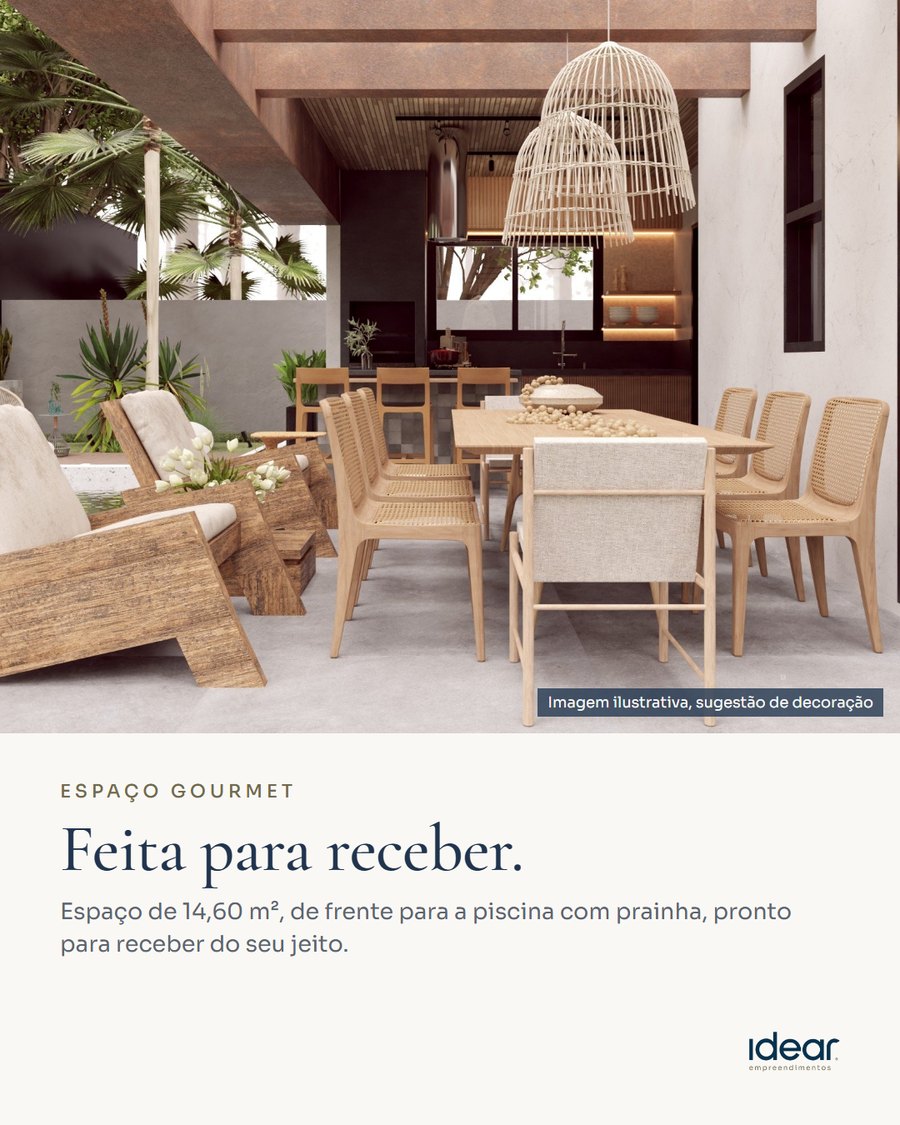 Imagem ilustrativa, sugestão de decoração
ESPAÇO GOURMET
Feita para receber.
Espaço de 14,60 m², de frente para a piscina com prainha, pronto
para receber do seu jeito.
idear
empreendimentos